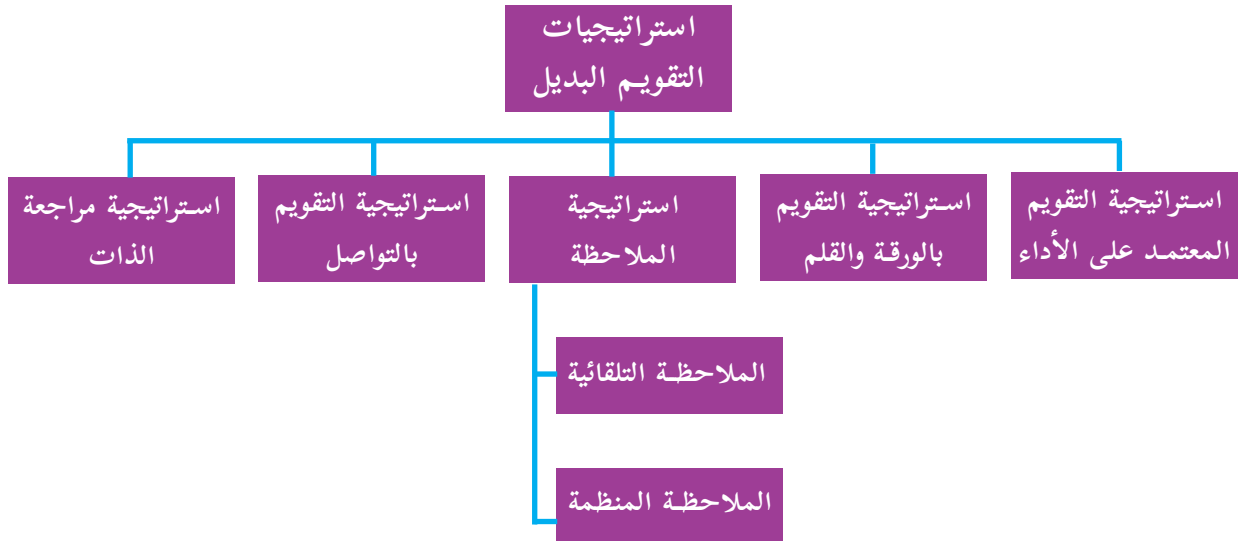 استراتيجيات
التقويم البديل
استراتيجية التقويم
المعتمد على الأداء
استراتيجية التقويم
بالورقة والقلم
استراتيجية
الملاحظة
استراتيجية التقويم
بالتواصل
استراتيجية مراجعة
الذات
الملاحظة التلقائية
الملاحظة المنظمة